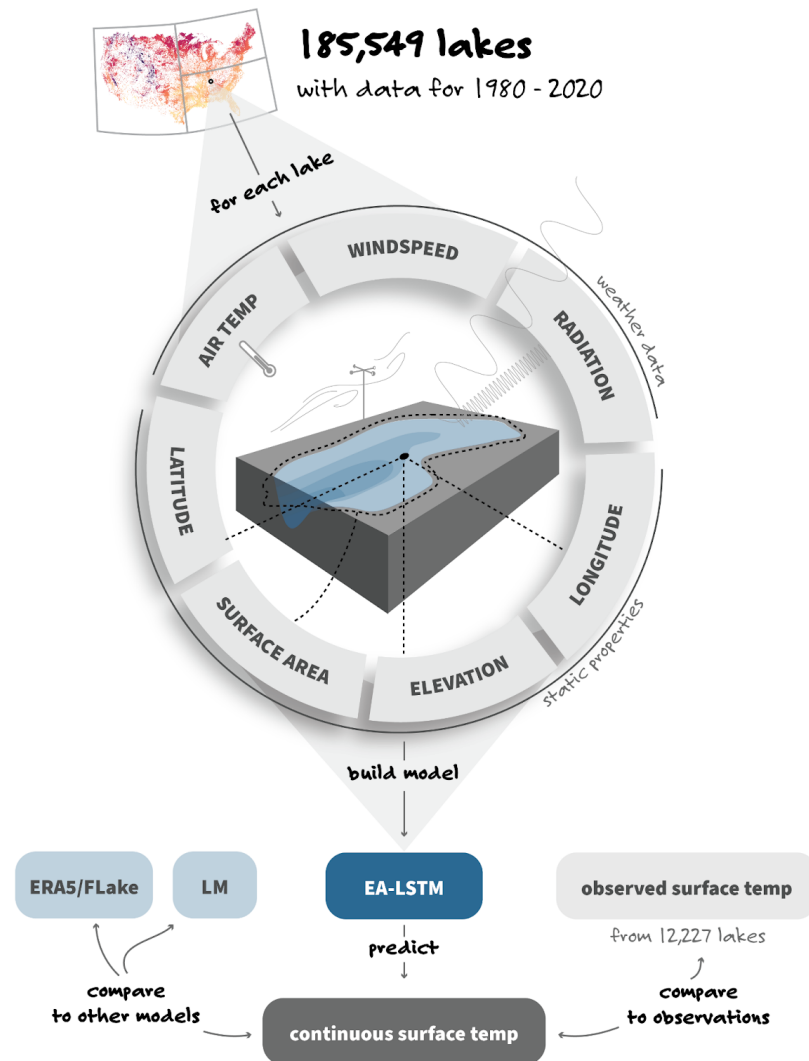 185,549 lakes
with data for 1980 - 2020
for each lake
WINDSPEED
AIR TEMP
RADIATION
weather data
LATITUDE
LONGITUDE
SURFACE AREA
ELEVATION
static properties
build model
ERA5/FLake
LM
EA-LSTM
observed surface temp
from 12,227 lakes
predict
compare
to other models
compare
to observations
continuous surface temp